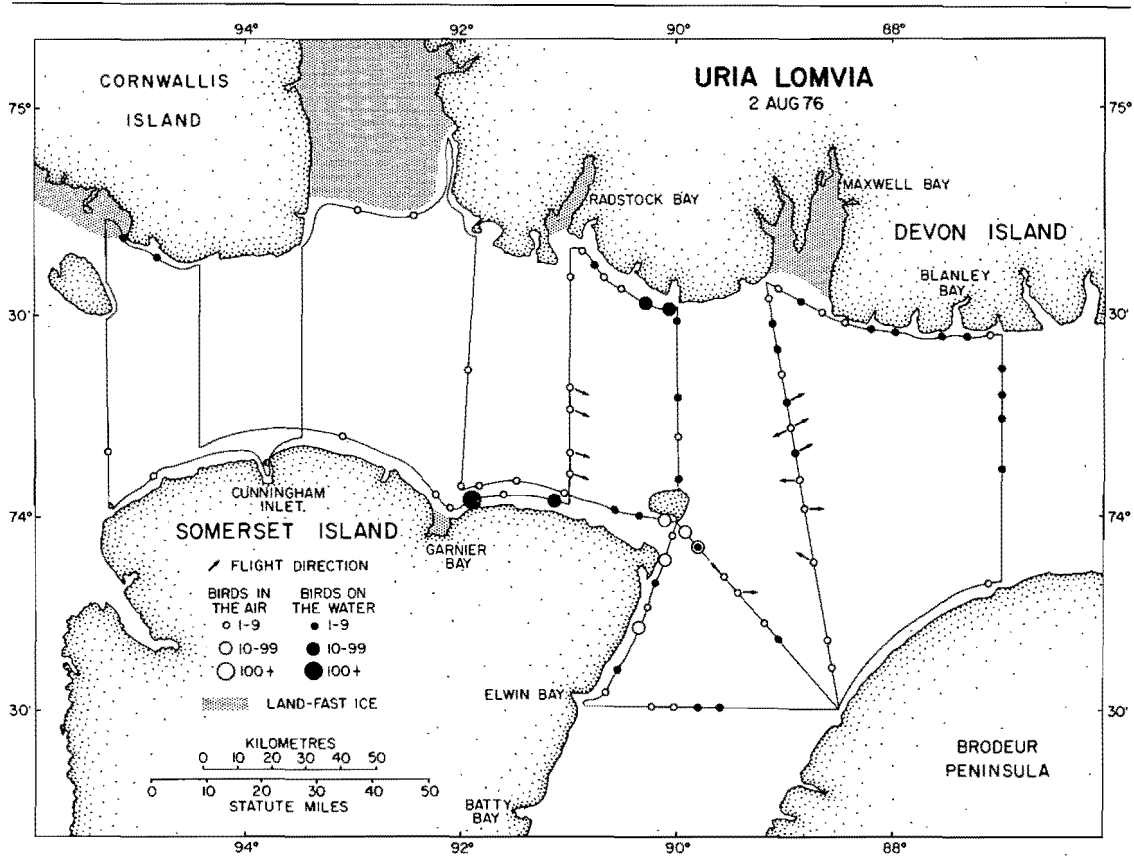 94°
92°
90°
88°
CORNWALLIS
ISLAND
URIA LOMVIA
2 AUG 76
75°
75°
RADSTOCK BAY
MAXWELL BAY
DEVON ISLAND
BLANLEY
BAY
30'
30'
CUNNINGHAM
INLET.
74°
74°
SOMERSET ISLAND
GARNIER
BAY
FLIGHT DIRECTION
BIRDS IN
THE AIR
BIRDS ON
THE WATER
1-9
1-9
10-99
10-99
100+
100+
LAND-FAST ICE
ELWIN BAY
30'
30'
KILOMETRES
0 10 20 30 40 50
0 10 20 30 40 50
STATUTE MILES
BATTY
BAY
BRODEUR
PENINSULA
94°
92°
90°
88°